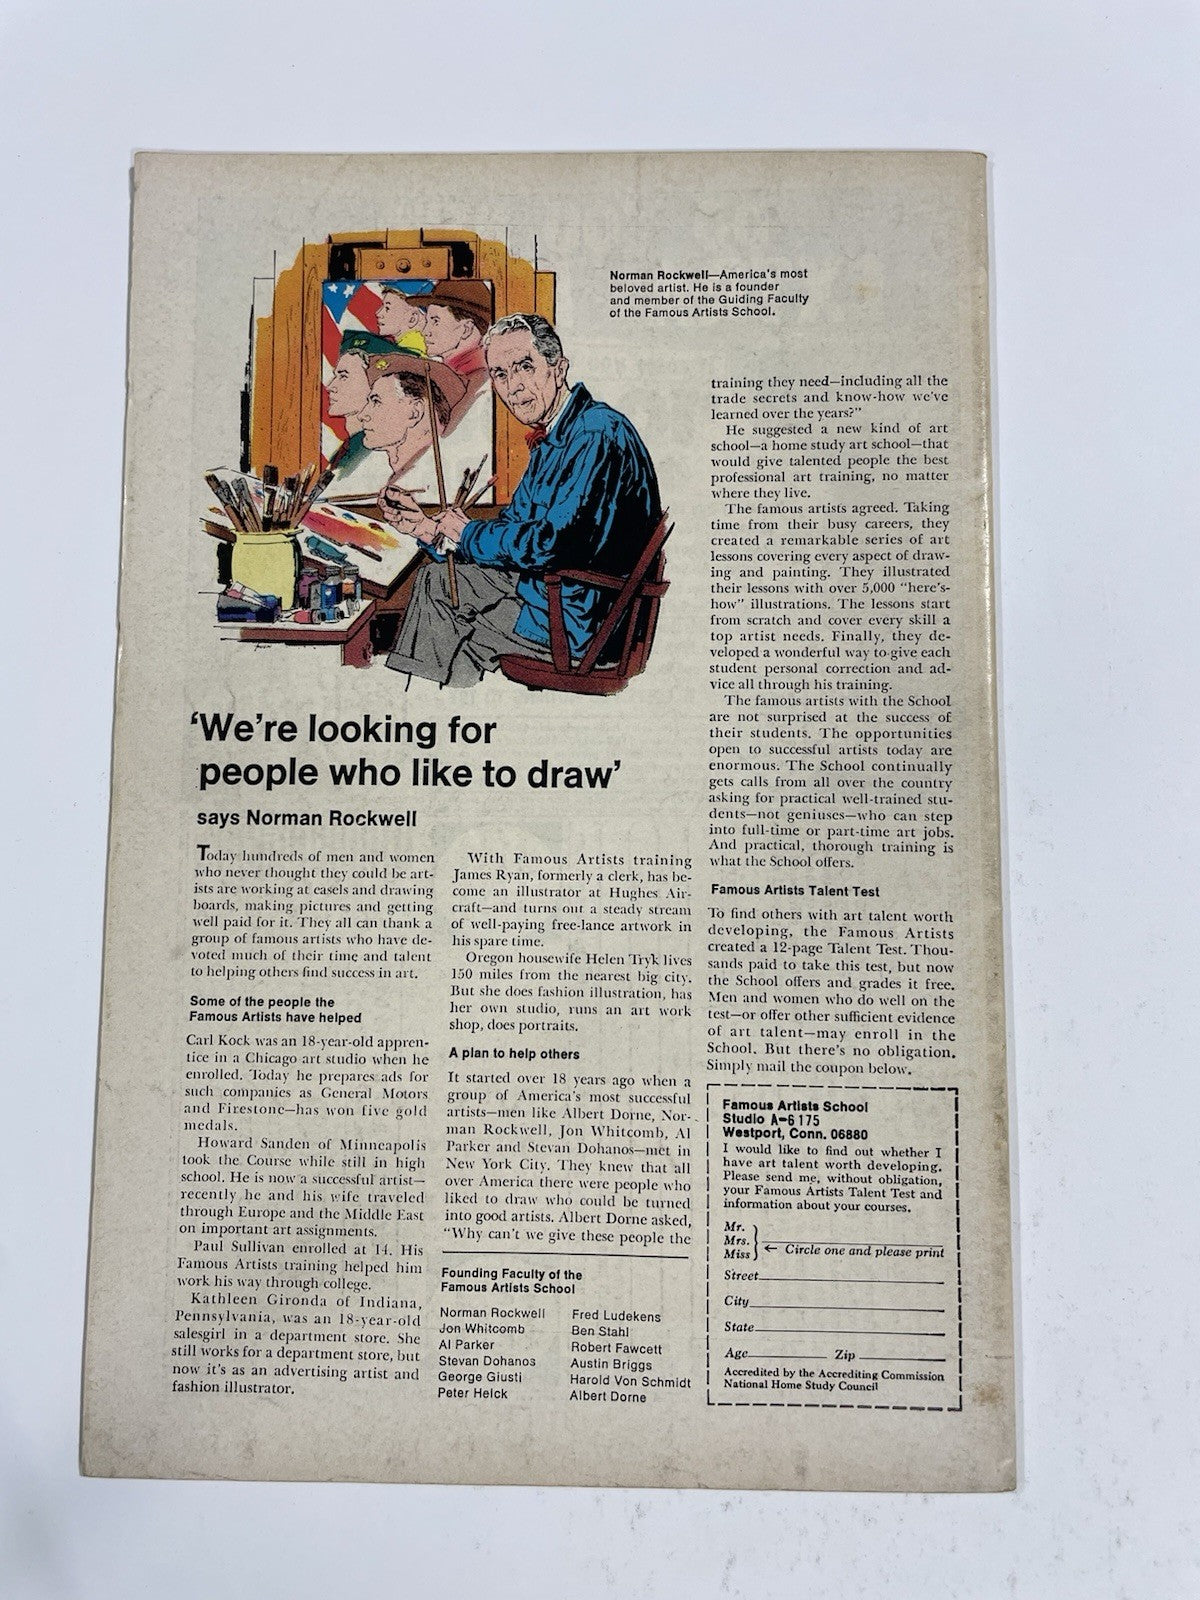 Norman Rockwell—America's most
beloved artist. He is a founder
and member of the Guiding Faculty
of the Famous Artists School.
'We're looking for
people who like to draw'
says Norman Rockwell
Today hundreds of men and women
who never thought they could be art-
ists are working at easels and drawing
boards, making pictures and getting
well paid for it. They all can thank a
group of famous artists who have de-
voted much of their time and talent
to helping others find success in art.
Some of the people the
Famous Artists have helped
Carl Kock was an 18-year-old appren-
tice in a Chicago art studio when he
enrolled. Today he prepares ads for
such companies as General Motors
and Firestone—has won five gold
medals.
Howard Sanden of Minneapolis
took the Course while still in high
school. He is now a successful artist—
recently he and his wife traveled
through Europe and the Middle East
on important art assignments.
Paul Sullivan enrolled at 14. His
Famous Artists training helped him
work his way through college.
Kathleen Gironda of Indiana,
Pennsylvania, was an 18-year-old
salesgirl in a department store. She
still works for a department store, but
now it's as an advertising artist and
fashion illustrator.
With Famous Artists training
James Ryan, formerly a clerk, has be-
come an illustrator at Hughes Air-
craft—and turns out a steady stream
of well-paying free-lance artwork in
his spare time.
Oregon housewife Helen Tryk lives
150 miles from the nearest big city.
But she does fashion illustration, has
her own studio, runs an art work
shop, does portraits.
A plan to help others
It started over 18 years ago when a
group of America's most successful
artists—men like Albert Dorne, Nor-
man Rockwell, Jon Whitcomb, Al
Parker and Stevan Dohanos—met in
New York City. They knew that all
over America there were people who
liked to draw who could be turned
into good artists. Albert Dorne asked,
"Why can't we give these people the
Founding Faculty of the
Famous Artists School
Norman Rockwell
Jon Whitcomb
Al Parker
Stevan Dohanos
George Giusti
Peter Helck
Fred Ludekens
Ben Stahl
Robert Fawcett
Austin Briggs
Harold Von Schmidt
Albert Dorne
training they need—including all the
trade secrets and know-how we've
learned over the years?"
He suggested a new kind of art
school—a home study art school—that
would give talented people the best
professional art training, no matter
where they live.
The famous artists agreed. Taking
time from their busy careers, they
created a remarkable series of art
lessons covering every aspect of draw-
ing and painting. They illustrated
their lessons with over 5,000 "here's-
how" illustrations. The lessons start
from scratch and cover every skill a
top artist needs. Finally, they de-
veloped a wonderful way to give each
student personal correction and ad-
vice all through his training.
The famous artists with the School
are not surprised at the success of
their students. The opportunities
open to successful artists today are
enormous. The School continually
gets calls from all over the country
asking for practical well-trained stu-
dents—not geniuses—who can step
into full-time or part-time art jobs.
And practical, thorough training is
what the School offers.
Famous Artists Talent Test
To find others with art talent worth
developing, the Famous Artists
created a 12-page Talent Test. Thou-
sands paid to take this test, but now
the School offers and grades it free.
Men and women who do well on the
test—or offer other sufficient evidence
of art talent—may enroll in the
School. But there's no obligation.
Simply mail the coupon below.
Famous Artists School
Studio A-6175
Westport, Conn. 06880
I would like to find out whether I
have art talent worth developing.
Please send me, without obligation,
your Famous Artists Talent Test and
information about your courses.
Mr.
Mrs.
Miss ← Circle one and please print
Street
City
State
Age Zip
Accredited by the Accrediting Commission
National Home Study Council